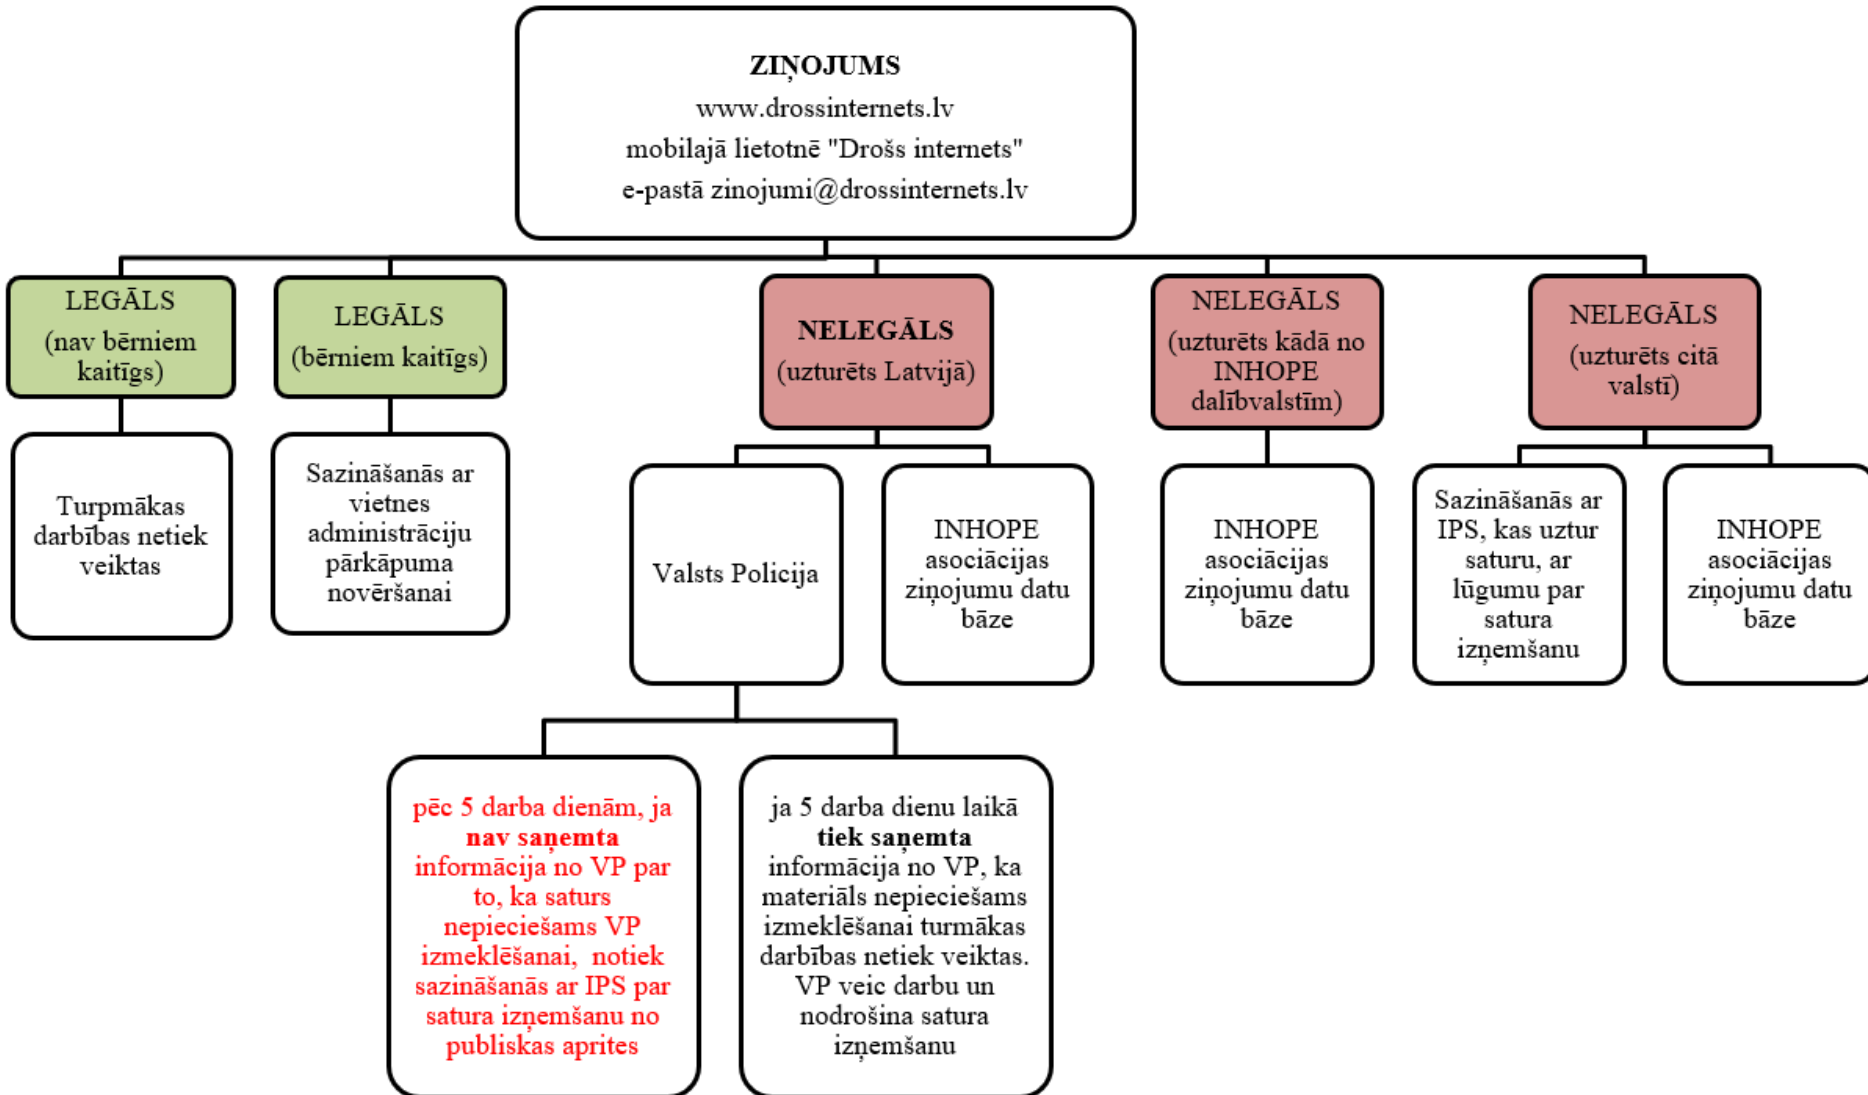 ZIŅOJUMS
www.drossinternets.lv
mobilajā lietotnē "Drošs internets"
e-pastā zinojumi@drossinternets.lv
LEGĀLS
(nav bērniem
kaitīgs)
LEGĀLS
(bērniem kaitīgs)
NELEGĀLS
(uzturēts Latvijā)
NELEGĀLS
(uzturēts kādā no
INHOPE
dalībvalstīm)
NELEGĀLS
(uzturēts citā
valstī)
Turpmākas
darbības netiek
veiktas
Sazināšanās ar
vietnes
administrāciju
pārkāpuma
novēršanai
Valsts Policija
INHOPE
asociācijas
ziņojumu datu
bāze
INHOPE
asociācijas
ziņojumu datu
bāze
Sazināšanās ar
IPS, kas uztur
saturu, ar
lūgumu par
satura
izņemšanu
INHOPE
asociācijas
ziņojumu datu
bāze
pēc 5 darba dienām, ja
nav saņemta
informācija no VP par
to, ka saturs
nepieciešams VP
izmeklēšanai, notiek
sazināšanās ar IPS par
satura izņemšanu no
publiskas aprites
ja 5 darba dienu laikā
tiek saņemta
informācija no VP, ka
materiāls nepieciešams
izmeklēšanai turmākas
darbības netiek veiktas.
VP veic darbu un
nodrošina satura
izņemšanu